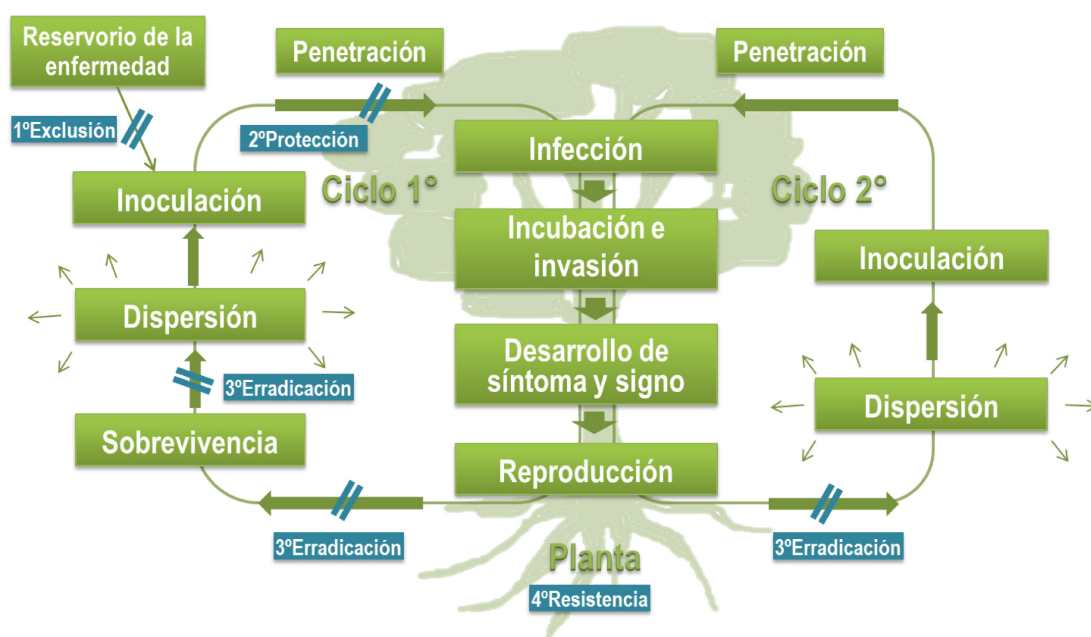 Reservorio de la
enfermedad
Penetración
Penetración
1ºExclusión
2ºProtección
Infección
Inoculación
Ciclo 1°
Ciclo 2°
Incubación e
invasión
Inoculación
Dispersión
Desarrollo de
síntoma y signo
3ºErradicación
Dispersión
Sobrevivencia
Reproducción
3ºErradicación
3ºErradicación
Planta
4ºResistencia